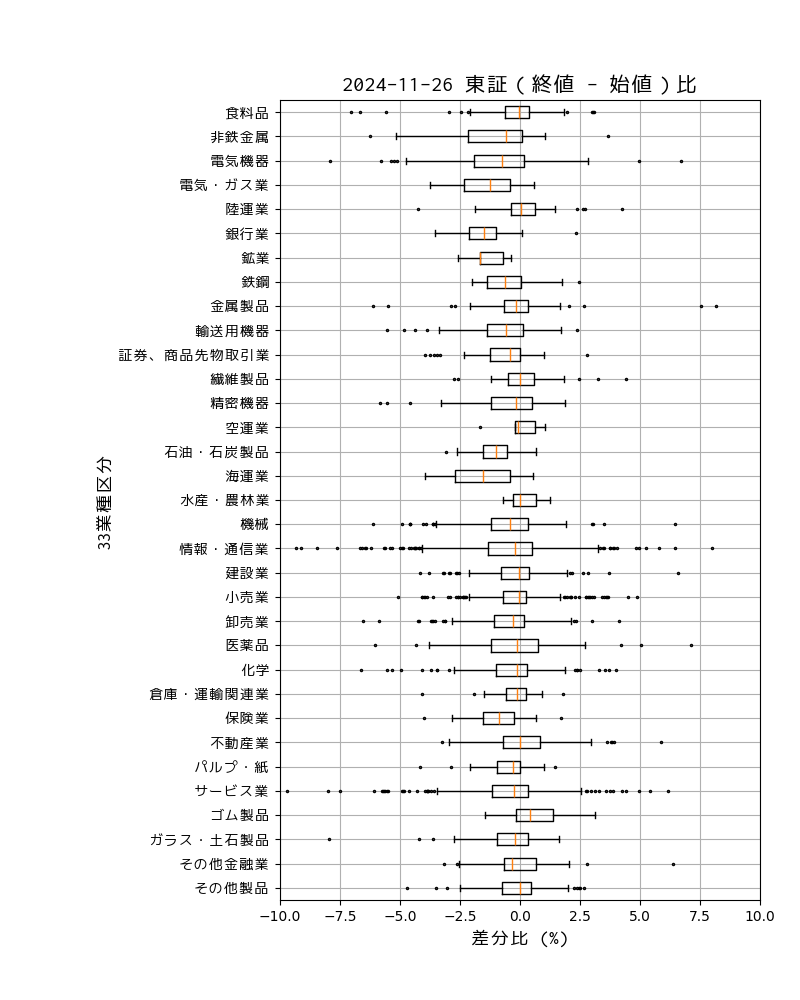 2024-11-26 東証 ( 終値 - 始値 ) 比
食料品
非鉄金属
電気機器
電気・ガス業
陸運業
銀行業
鉱業
鉄鋼
金属製品
輸送用機器
証券、商品先物取引業
繊維製品
精密機器
空運業
石油・石炭製品
海運業
水産・農林業
機械
情報・通信業
建設業
小売業
卸売業
医薬品
化学
倉庫・運輸関連業
保険業
不動産業
パルプ・紙
サービス業
ゴム製品
ガラス・土石製品
その他金融業
その他製品
33業種区分
−10.0 −7.5 −5.0 −2.5 0.0 2.5 5.0 7.5 10.0
差分比 (%)